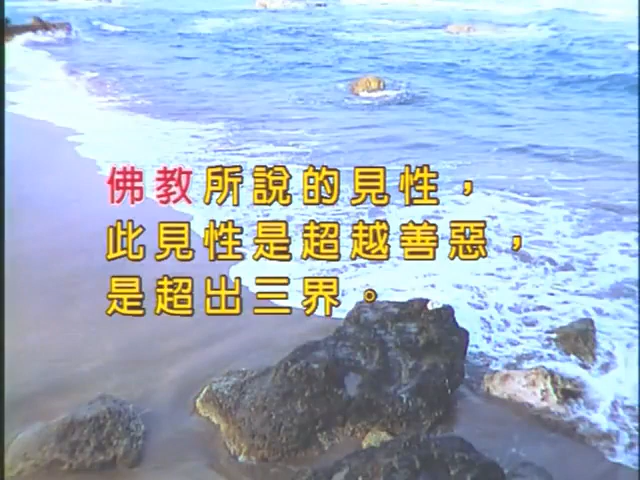 佛教所說的見性，
此見性是超越善惡，
是超出三界。